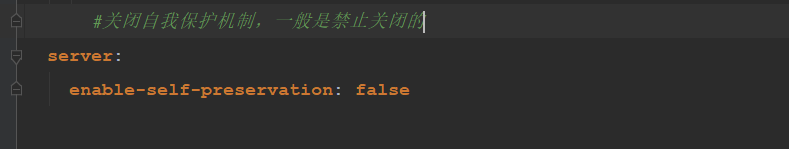 #关闭自我保护机制，一般是禁止关闭的
server:
enable-self-preservation: false